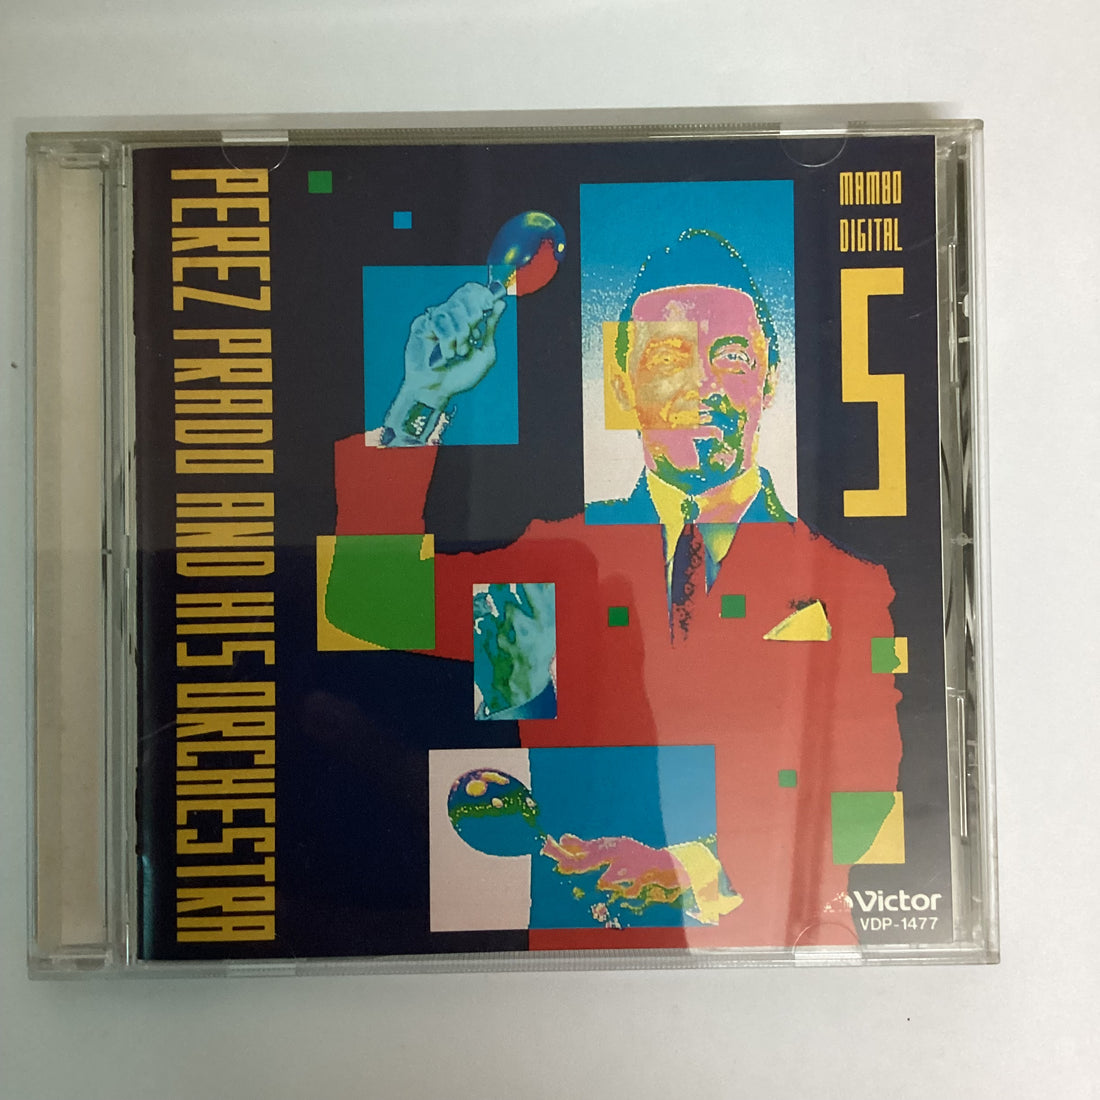 PEREZ PRADO AND HIS ORCHESTRA
MAMBO
DIGITAL
5
Victor
VDP-1477